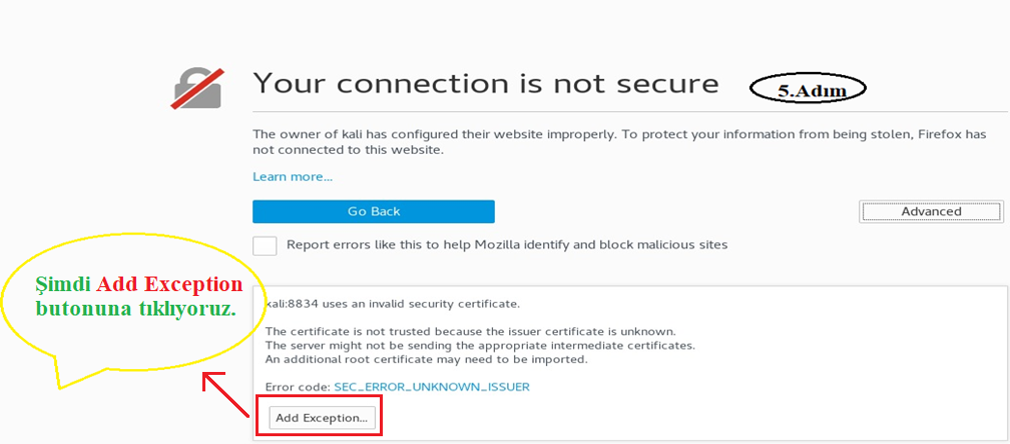 Your connection is not secure
5.Adım
The owner of kali has configured their website improperly. To protect your information from being stolen, Firefox has
not connected to this website.
Learn more...
Go Back
Advanced
Report errors like this to help Mozilla identify and block malicious sites
Şimdi Add Exception
butonuna tıklıyoruz.
kali:8834 uses an invalid security certificate.
The certificate is not trusted because the issuer certificate is unknown.
The server might not be sending the appropriate intermediate certificates.
An additional root certificate may need to be imported.
Error code: SEC_ERROR_UNKNOWN_ISSUER
Add Exception...